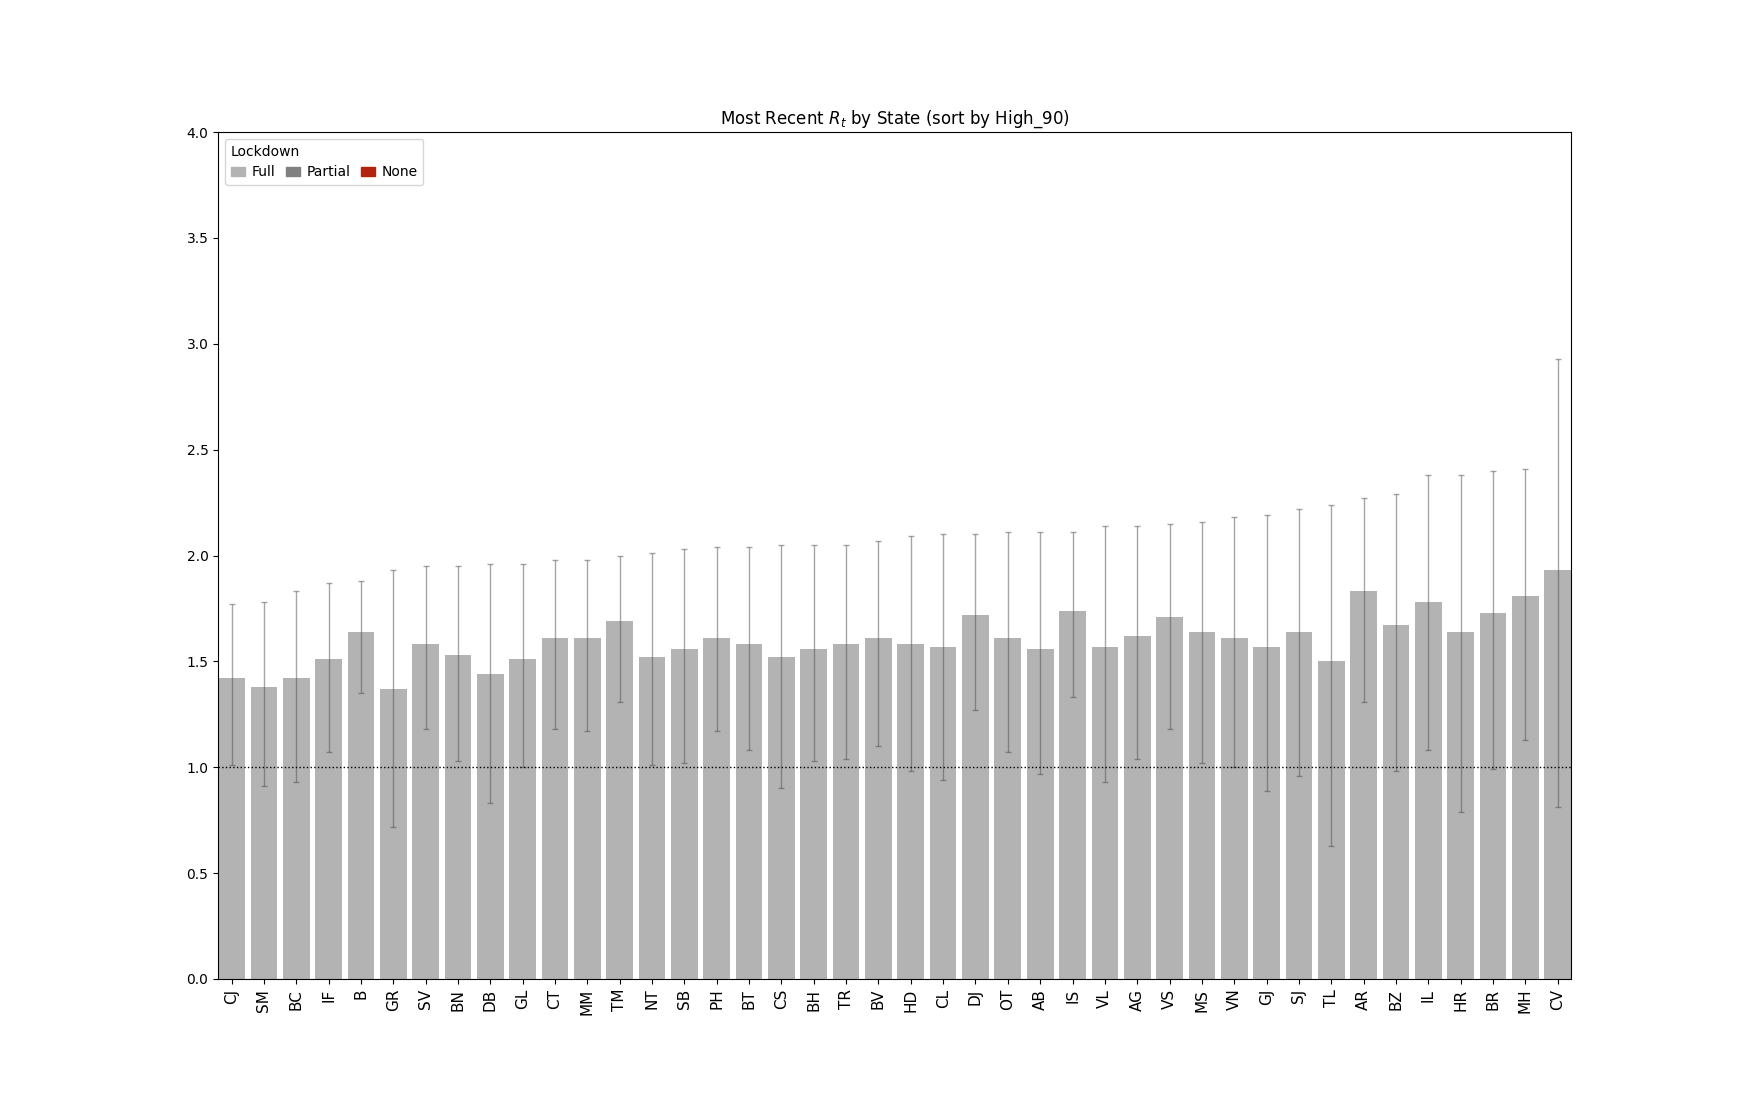 Most Recent R_t by State (sort by High_90)
Lockdown
Full Partial None
4.0
3.5
3.0
2.5
2.0
1.5
1.0
0.5
0.0
CJ SM BC IF B GR SV BN DB GL CT MM TM NT SB PH BT CS BH TR BV HD CL DJ OT AB IS VL AG VS MS VN GJ SJ TL AR BZ IL HR BR MH CV